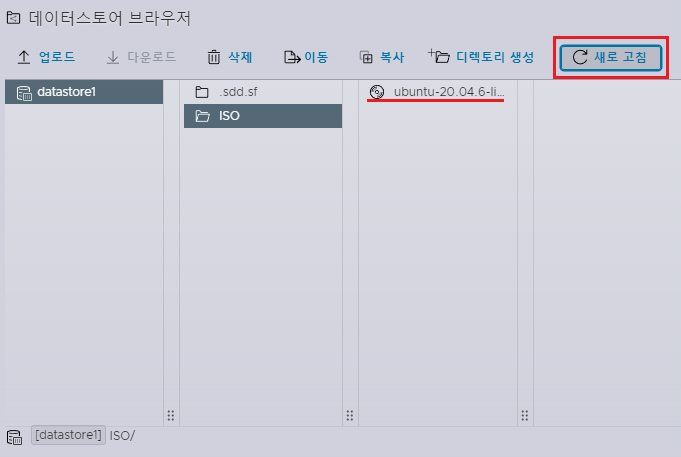 데이터스토어 브라우저
업로드 다운로드 삭제 이동 복사 디렉토리 생성 새로 고침
datastore1 .sdd.sf ubuntu-20.04.6-li...
ISO
[datastore1] ISO/